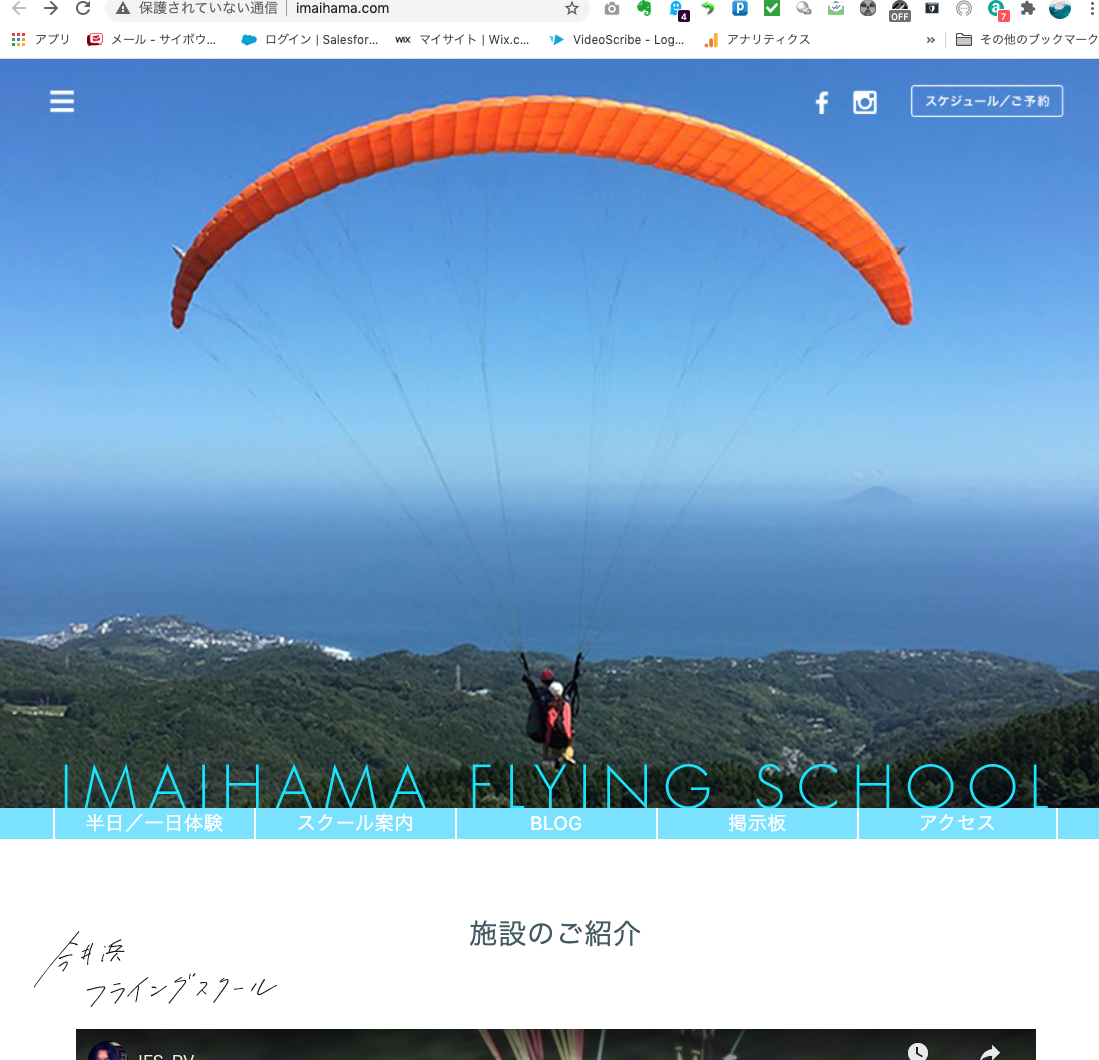 保護されていない通信 | imaihama.com
4
OFF
7
アプリ
メール - サイボウ...
ログイン | Salesfor...
WIX マイサイト | Wix.c...
VideoScribe - Log...
アナリティクス
»
その他のブックマーク
スケジュール／ご予約
IMAIHAMA FLYING SCHOOL
半日／一日体験
スクール案内
BLOG
掲示板
アクセス
施設のご紹介
今井浜
フライングスクール
IFS_PV